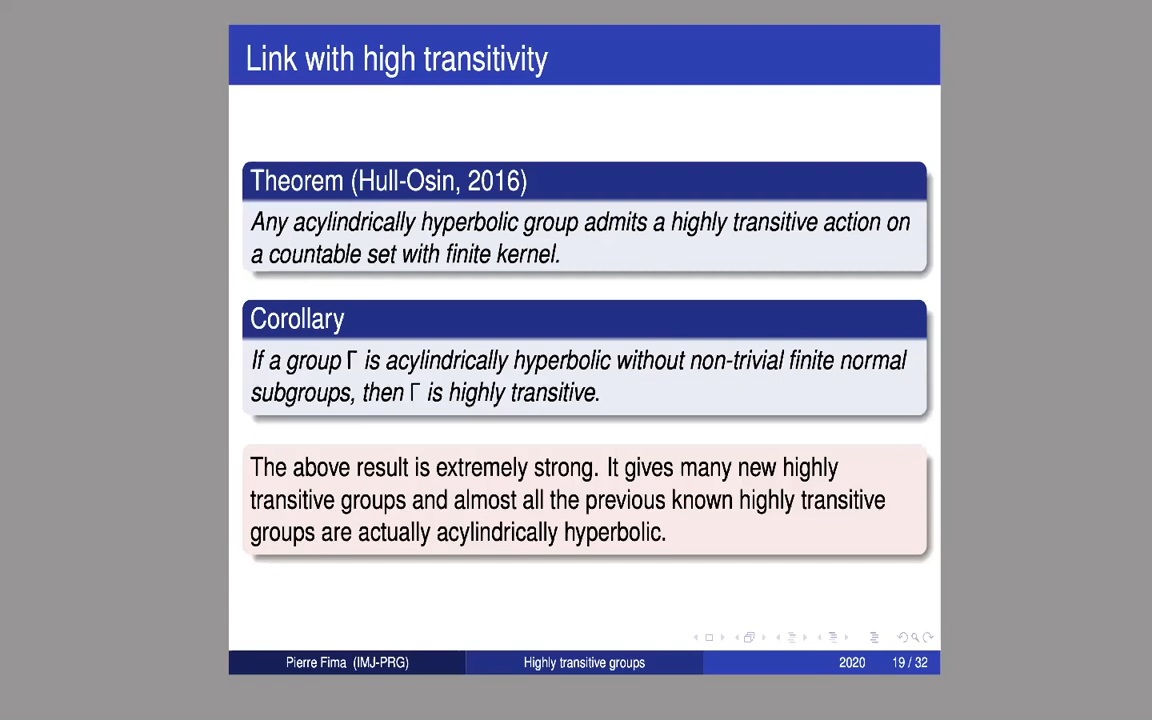 Link with high transitivity
Theorem (Hull-Osin, 2016)
Any acylindrically hyperbolic group admits a highly transitive action on
a countable set with finite kernel.
Corollary
If a group Γ is acylindrically hyperbolic without non-trivial finite normal
subgroups, then Γ is highly transitive.
The above result is extremely strong. It gives many new highly
transitive groups and almost all the previous known highly transitive
groups are actually acylindrically hyperbolic.
Pierre Fima (IMJ-PRG) Highly transitive groups 2020 19 / 32